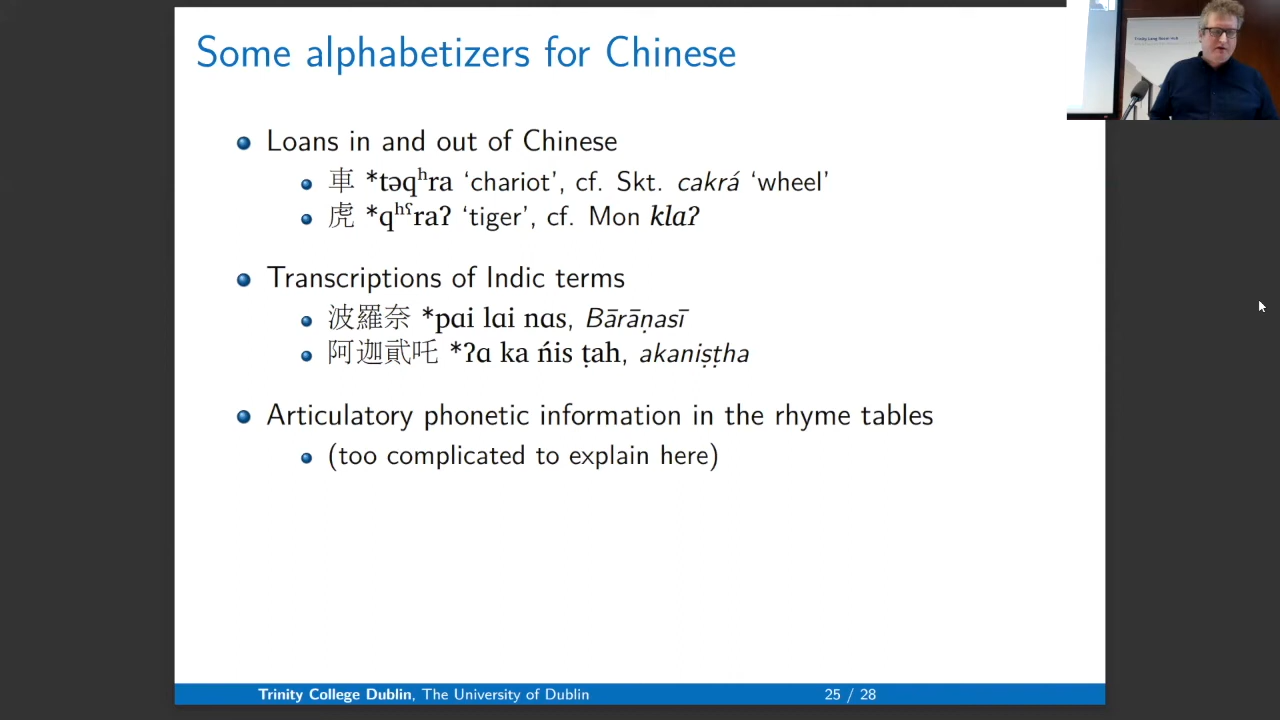 Some alphabetizers for Chinese
Loans in and out of Chinese
車 *təqʰra ‘chariot’, cf. Skt. cakrá ‘wheel’
虎 *qʰˤraʔ ‘tiger’, cf. Mon klaʔ
Transcriptions of Indic terms
波羅奈 *pɑi lɑi nɑs, Bārāṇasī
阿迦貳吒 *ʔɑ ka ńis ṭah, akaniṣṭha
Articulatory phonetic information in the rhyme tables
(too complicated to explain here)
Trinity College Dublin, The University of Dublin
25 / 28